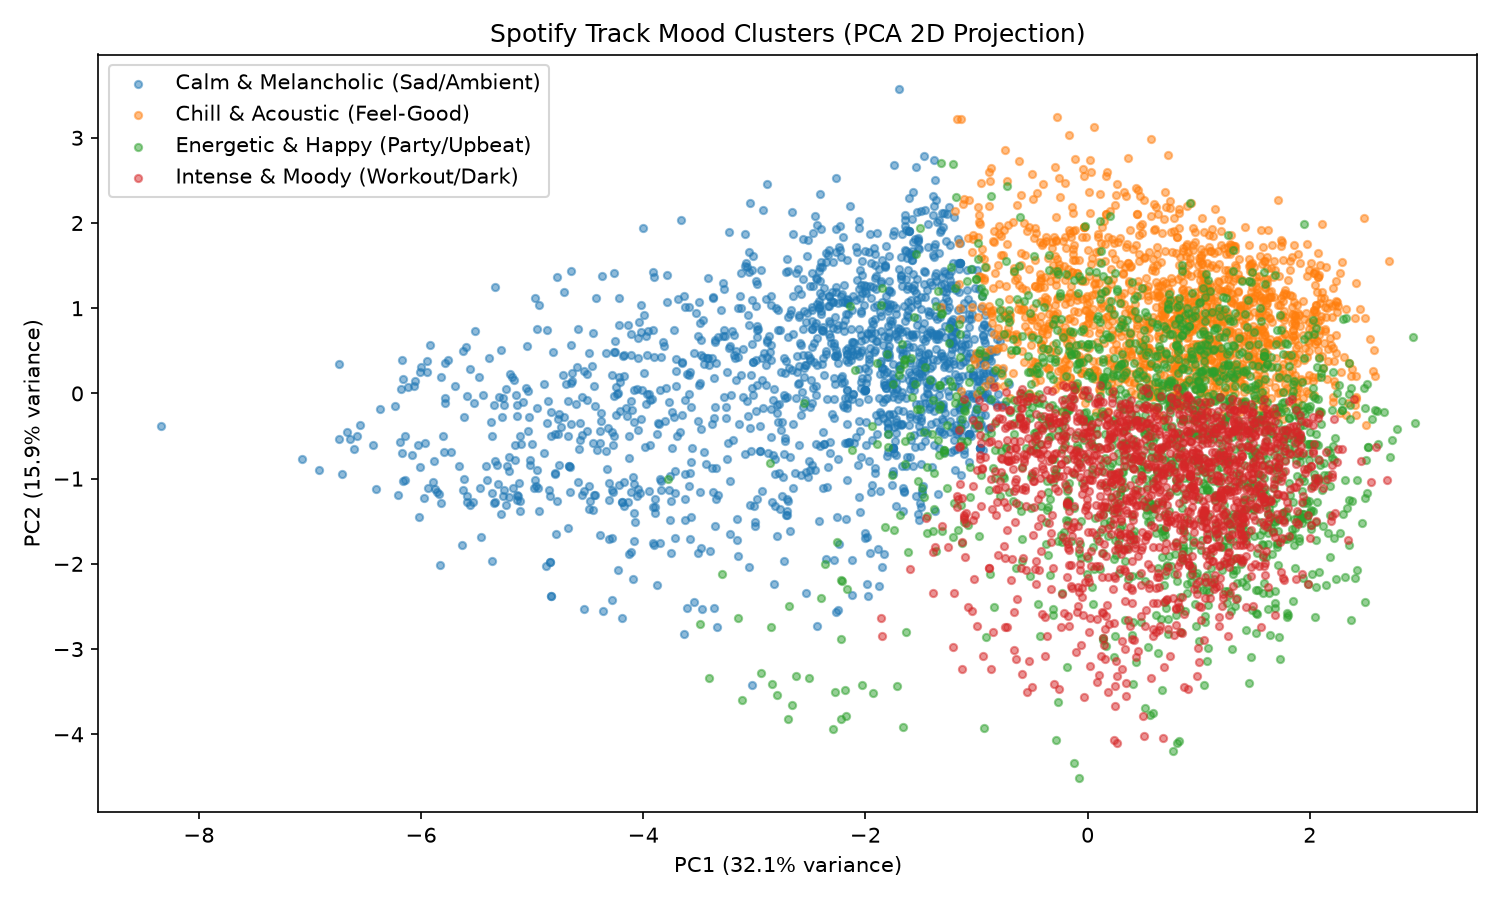 Spotify Track Mood Clusters (PCA 2D Projection)
Calm & Melancholic (Sad/Ambient)
Chill & Acoustic (Feel-Good)
Energetic & Happy (Party/Upbeat)
Intense & Moody (Workout/Dark)
3
2
1
0
−1
−2
−3
−4
PC2 (15.9% variance)
−8 −6 −4 −2 0 2
PC1 (32.1% variance)